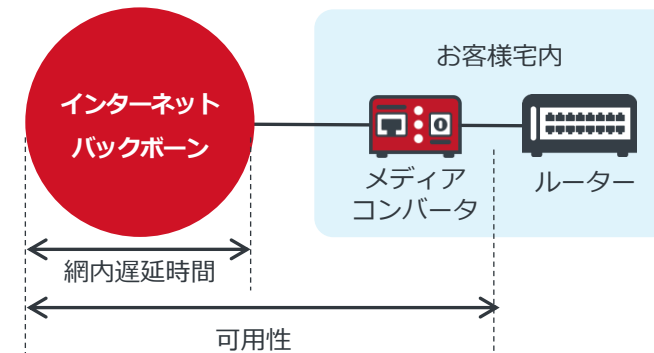 お客様宅内
インターネット
バックボーン
メディア
コンバータ
ルーター
網内遅延時間
可用性